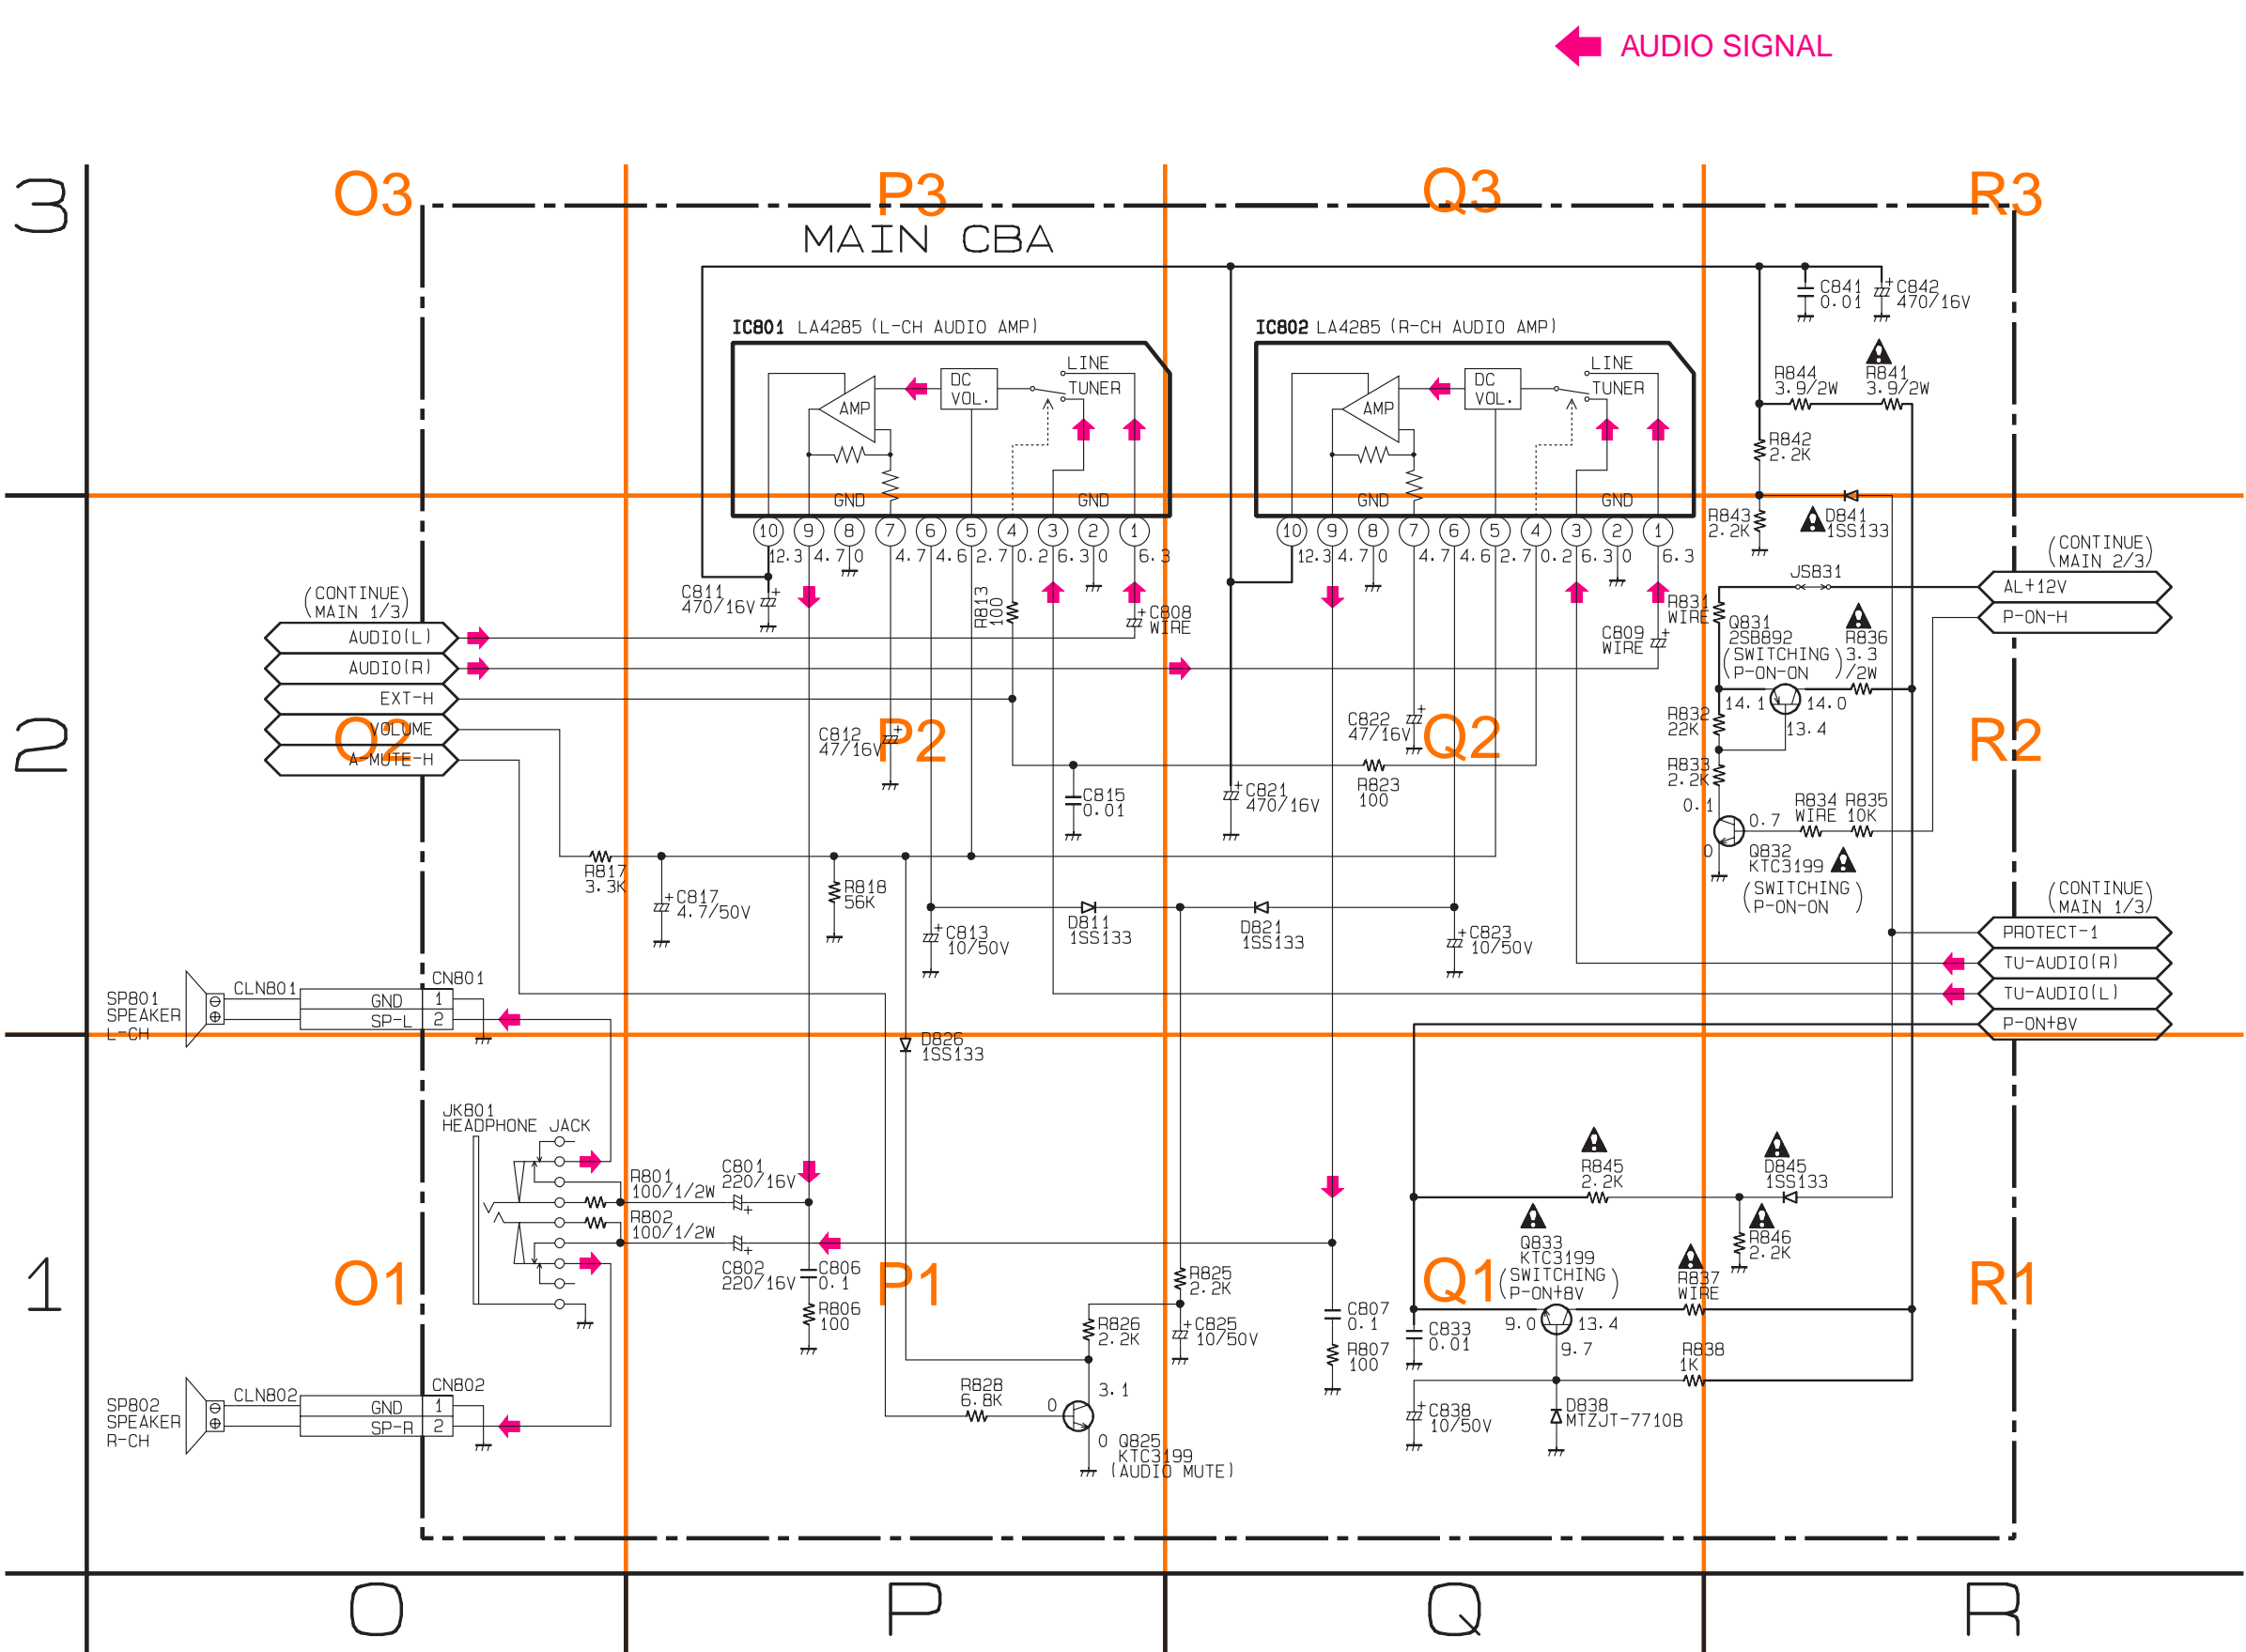 AUDIO SIGNAL
3
O3
P3
Q3
R3
MAIN CBA
IC801 LA4285 (L-CH AUDIO AMP)
LINE
TUNER
DC
VOL.
AMP
GND
GND
10 9 8 7 6 5 4 3 2 1
12.3 4.7 0 4.7 4.6 2.7 0.2 6.3 0 6.3
IC802 LA4285 (R-CH AUDIO AMP)
LINE
TUNER
DC
VOL.
AMP
GND
GND
10 9 8 7 6 5 4 3 2 1
12.3 4.7 0 4.7 4.6 2.7 0.2 6.3 0 6.3
C841
0.01
C842
470/16V
R844
3.9/2W
R841
3.9/2W
R842
2.2K
R843
2.2K
D841
1SS133
(CONTINUE)
(MAIN 2/3)
AL+12V
P-ON-H
JS831
R831
WIRE
Q831
2SB892
(SWITCHING)
(P-ON-ON)
R836
3.3
/2W
14.1
14.0
13.4
R832
22K
R833
2.2K
0.1
0.7
0
R834
WIRE
R835
10K
Q832
KTC3199
(SWITCHING)
(P-ON-ON)
2
(CONTINUE)
(MAIN 1/3)
AUDIO(L)
AUDIO(R)
EXT-H
VOLUME
A-MUTE-H
O2
P2
Q2
R2
C811
470/16V
R813
100
C808
WIRE
C809
WIRE
C812
47/16V
C822
47/16V
C815
0.01
C821
470/16V
R823
100
R817
3.3K
C817
4.7/50V
R818
56K
C813
10/50V
D811
1SS133
D821
1SS133
C823
10/50V
(CONTINUE)
(MAIN 1/3)
PROTECT-1
TU-AUDIO(R)
TU-AUDIO(L)
P-ON+8V
SP801
SPEAKER
L-CH
CLN801
CN801
GND 1
SP-L 2
D826
1SS133
1
O1
P1
Q1
R1
JK801
HEADPHONE JACK
R801
100/1/2W
C801
220/16V
R802
100/1/2W
C802
220/16V
C806
0.1
R806
100
R825
2.2K
R826
2.2K
C825
10/50V
R828
6.8K
0
3.1
0
Q825
KTC3199
(AUDIO MUTE)
C807
0.1
R807
100
R845
2.2K
D845
1SS133
R846
2.2K
Q833
KTC3199
(SWITCHING)
(P-ON+8V)
9.0
13.4
9.7
R837
WIRE
C833
0.01
R838
1K
C838
10/50V
D838
MTZJT-7710B
SP802
SPEAKER
R-CH
CLN802
CN802
GND 1
SP-R 2
O
P
Q
R